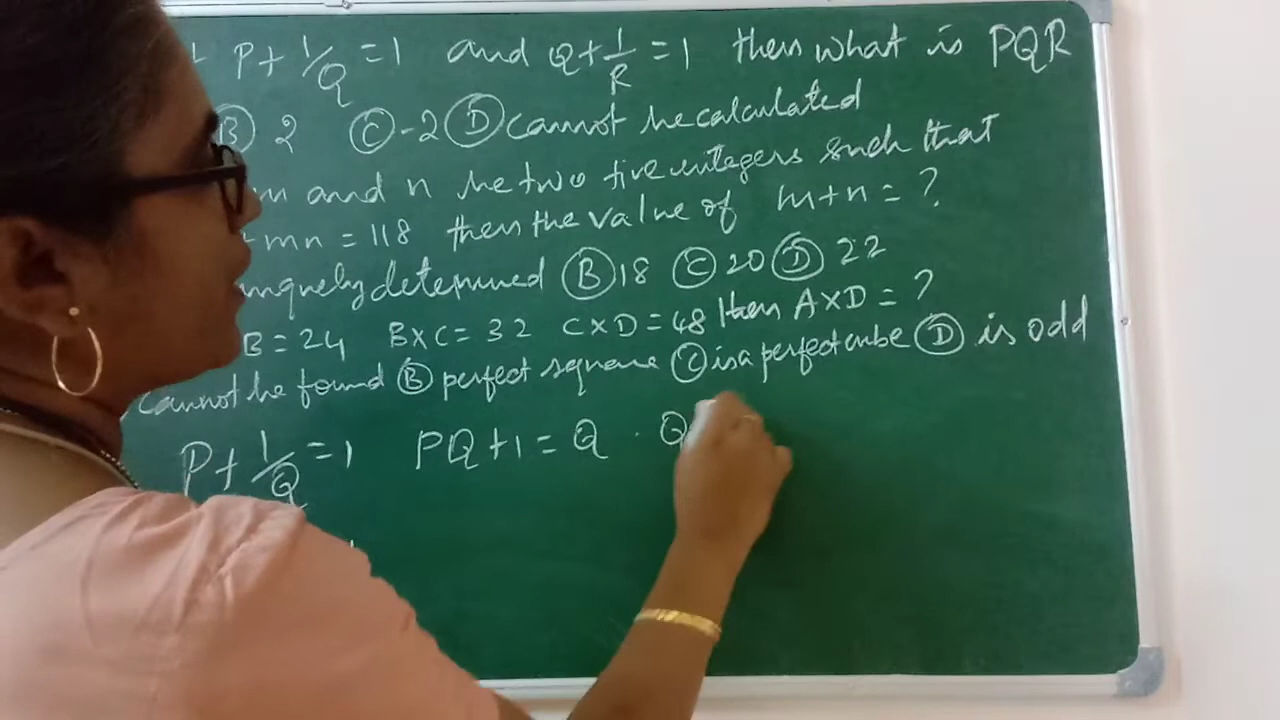 P + 1/Q = 1 and Q + 1/R = 1 then what is PQR
B 2 C -2 D cannot be calculated
m and n be two +ive integers such that
+ mn = 118 then the value of m+n = ?
uniquely determined B 18 C 20 D 22
B = 24 B×C = 32 C×D = 48 then A×D = ?
cannot be found B perfect square C is a perfect cube D is odd
P + 1/Q = 1 PQ + 1 = Q . Q